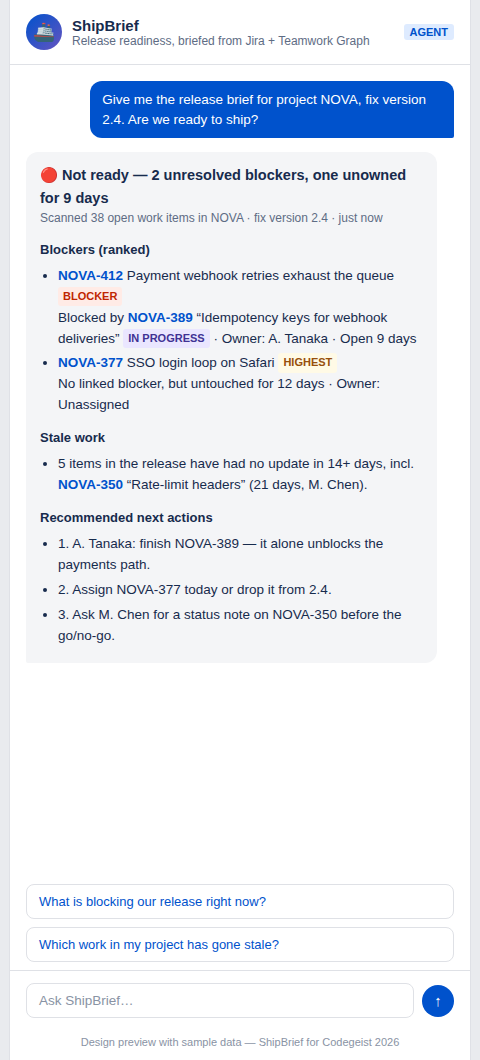 ShipBrief
Release readiness, briefed from Jira + Teamwork Graph
AGENT
Give me the release brief for project NOVA, fix version
2.4. Are we ready to ship?
🔴 Not ready — 2 unresolved blockers, one unowned
for 9 days
Scanned 38 open work items in NOVA · fix version 2.4 · just now
Blockers (ranked)
• NOVA-412 Payment webhook retries exhaust the queue
BLOCKER
Blocked by NOVA-389 “Idempotency keys for webhook
deliveries” IN PROGRESS · Owner: A. Tanaka · Open 9 days
• NOVA-377 SSO login loop on Safari HIGHEST
No linked blocker, but untouched for 12 days · Owner:
Unassigned
Stale work
• 5 items in the release have had no update in 14+ days, incl.
NOVA-350 “Rate-limit headers” (21 days, M. Chen).
Recommended next actions
• 1. A. Tanaka: finish NOVA-389 — it alone unblocks the
payments path.
• 2. Assign NOVA-377 today or drop it from 2.4.
• 3. Ask M. Chen for a status note on NOVA-350 before the
go/no-go.
What is blocking our release right now?
Which work in my project has gone stale?
Ask ShipBrief…
↑
Design preview with sample data — ShipBrief for Codegeist 2026